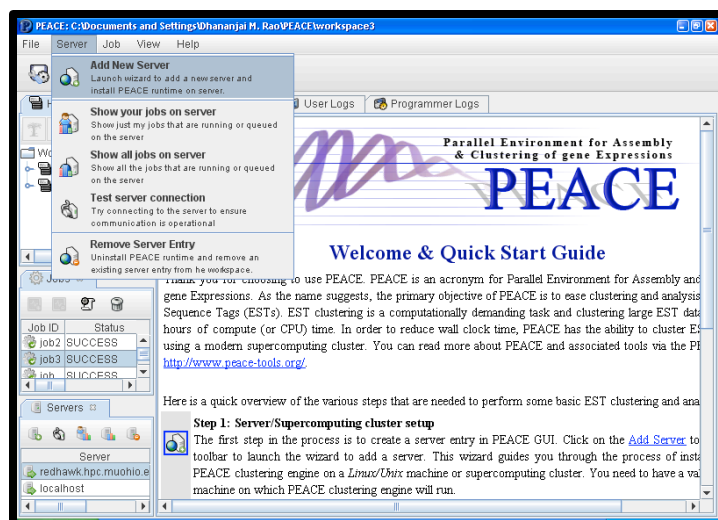 PEACE: C:\Documents and Settings\Dhananjai M. Rao\PEACE\workspace3
File Server Job View Help
Add New Server
Launch wizard to add a new server and
install PEACE runtime on server.
Show your jobs on server
Show just my jobs that are running or queued
on the server
Show all jobs on server
Show all the jobs that are running or queued
on the server
Test server connection
Try connecting to the server to ensure
communication is operational
Remove Server Entry
Uninstall PEACE runtime and remove an
existing server entry from he workspace.
User Logs Programmer Logs
Parallel Environment for Assembly
& Clustering of gene Expressions
PEACE
Welcome & Quick Start Guide
Thank you for choosing to use PEACE. PEACE is an acronym for Parallel Environment for Assembly and
gene Expressions. As the name suggests, the primary objective of PEACE is to ease clustering and analysis
Sequence Tags (ESTs). EST clustering is a computationally demanding task and clustering large EST data
hours of compute (or CPU) time. In order to reduce wall clock time, PEACE has the ability to cluster ES
using a modern supercomputing cluster. You can read more about PEACE and associated tools via the PE
http://www.peace-tools.org/.
Here is a quick overview of the various steps that are needed to perform some basic EST clustering and ana
Step 1: Server/Supercomputing cluster setup
The first step in the process is to create a server entry in PEACE GUI. Click on the Add Server to
toolbar to launch the wizard to add a server. This wizard guides you through the process of insta
PEACE clustering engine on a Linux/Unix machine or supercomputing cluster. You need to have a va
machine on which PEACE clustering engine will run.
Wo
Jobs
Job ID Status
job2 SUCCESS
job3 SUCCESS
job SUCCESS
Servers
Server
redhawk.hpc.muohio.e
localhost